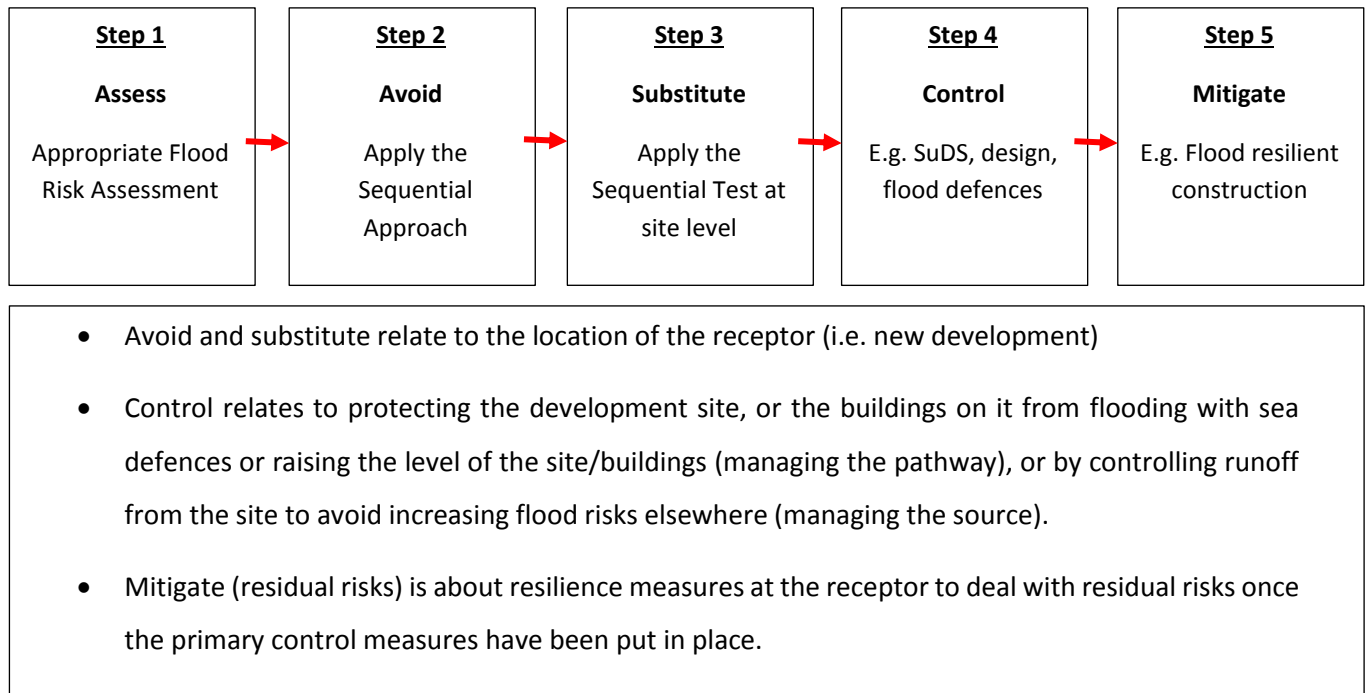 Step 1
Assess
Appropriate Flood
Risk Assessment
Step 2
Avoid
Apply the
Sequential
Approach
Step 3
Substitute
Apply the
Sequential Test at
site level
Step 4
Control
E.g. SuDS, design,
flood defences
Step 5
Mitigate
E.g. Flood resilient
construction
• Avoid and substitute relate to the location of the receptor (i.e. new development)
• Control relates to protecting the development site, or the buildings on it from flooding with sea
defences or raising the level of the site/buildings (managing the pathway), or by controlling runoff
from the site to avoid increasing flood risks elsewhere (managing the source).
• Mitigate (residual risks) is about resilience measures at the receptor to deal with residual risks once
the primary control measures have been put in place.